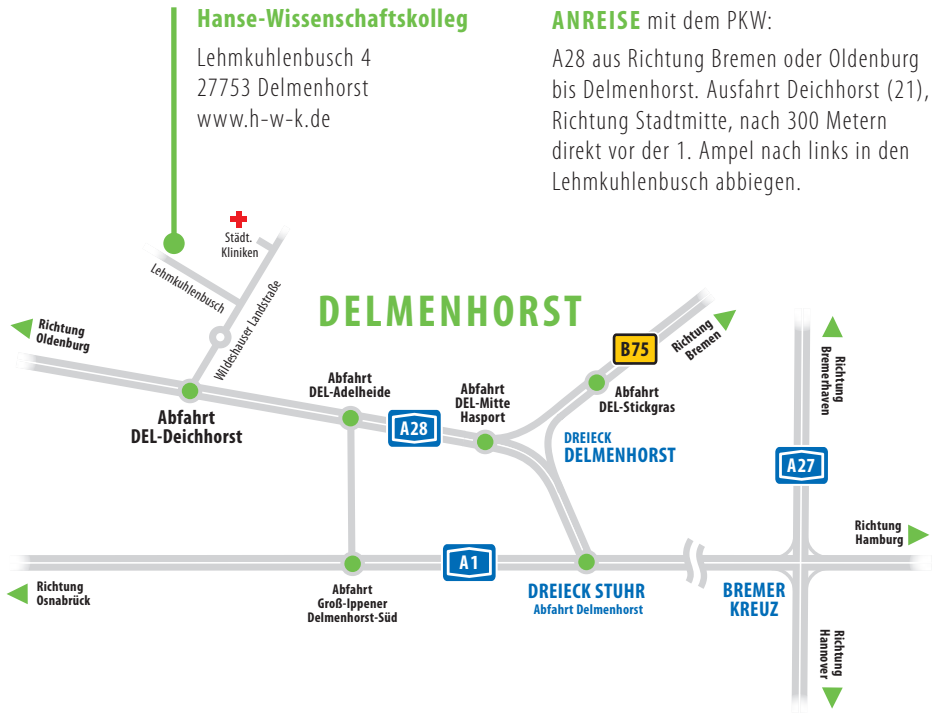 Hanse-Wissenschaftskolleg
Lehmkuhlenbusch 4
27753 Delmenhorst
www.h-w-k.de
ANREISE mit dem PKW:
A28 aus Richtung Bremen oder Oldenburg
bis Delmenhorst. Ausfahrt Deichhorst (21),
Richtung Stadtmitte, nach 300 Metern
direkt vor der 1. Ampel nach links in den
Lehmkuhlenbusch abbiegen.
Städt.
Kliniken
Lehmkuhlenbusch
Wildeshauser Landstraße
DELMENHORST
Richtung
Oldenburg
Abfahrt
DEL-Deichhorst
Abfahrt
DEL-Adelheide
A28
Abfahrt
DEL-Mitte
Hasport
B75
Richtung
Bremen
Abfahrt
DEL-Stickgras
DREIECK
DELMENHORST
Richtung
Bremerhaven
A27
Richtung
Hamburg
Richtung
Osnabrück
Abfahrt
Groß-Ippener
Delmenhorst-Süd
A1
DREIECK STUHR
Abfahrt Delmenhorst
BREMER
KREUZ
Richtung
Hannover